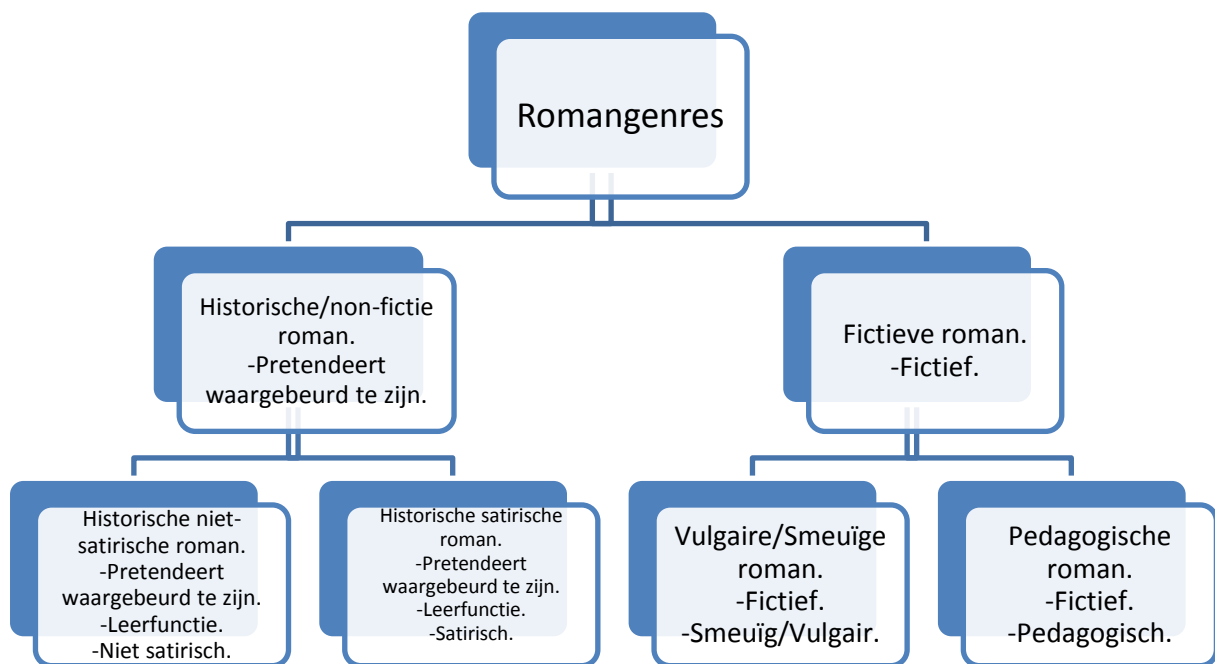 Romangenres
Historische/non-fictie
roman.
-Pretendeert
waargebeurd te zijn.
Fictieve roman.
-Fictief.
Historische niet-
satirische roman.
-Pretendeert
waargebeurd te zijn.
-Leerfunctie.
-Niet satirisch.
Historische satirische
roman.
-Pretendeert
waargebeurd te zijn.
-Leerfunctie.
-Satirisch.
Vulgaire/Smeuïge
roman.
-Fictief.
-Smeuïg/Vulgair.
Pedagogische
roman.
-Fictief.
-Pedagogisch.